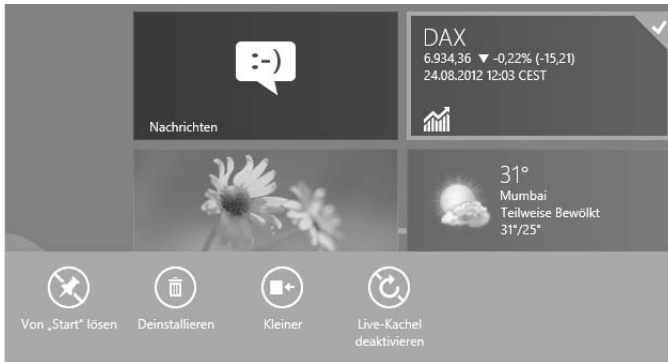 :-)
Nachrichten
DAX
6.934,36 ▼ -0,22% (-15,21)
24.08.2012 12:03 CEST
31°
Mumbai
Teilweise Bewölkt
31°/25°
Von „Start“ lösen
Deinstallieren
Kleiner
Live-Kachel
deaktivieren